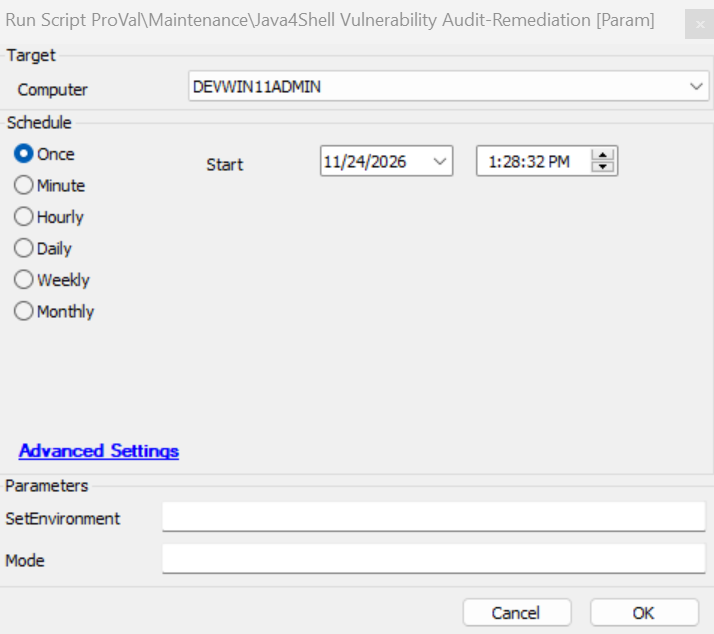 Run Script ProVal\Maintenance\Java4Shell Vulnerability Audit-Remediation [Param] ×
Target
Computer DEVWIN11ADMIN
Schedule
Once Start 11/24/2026 1:28:32 PM
Minute
Hourly
Daily
Weekly
Monthly
Advanced Settings
Parameters
SetEnvironment
Mode
Cancel OK